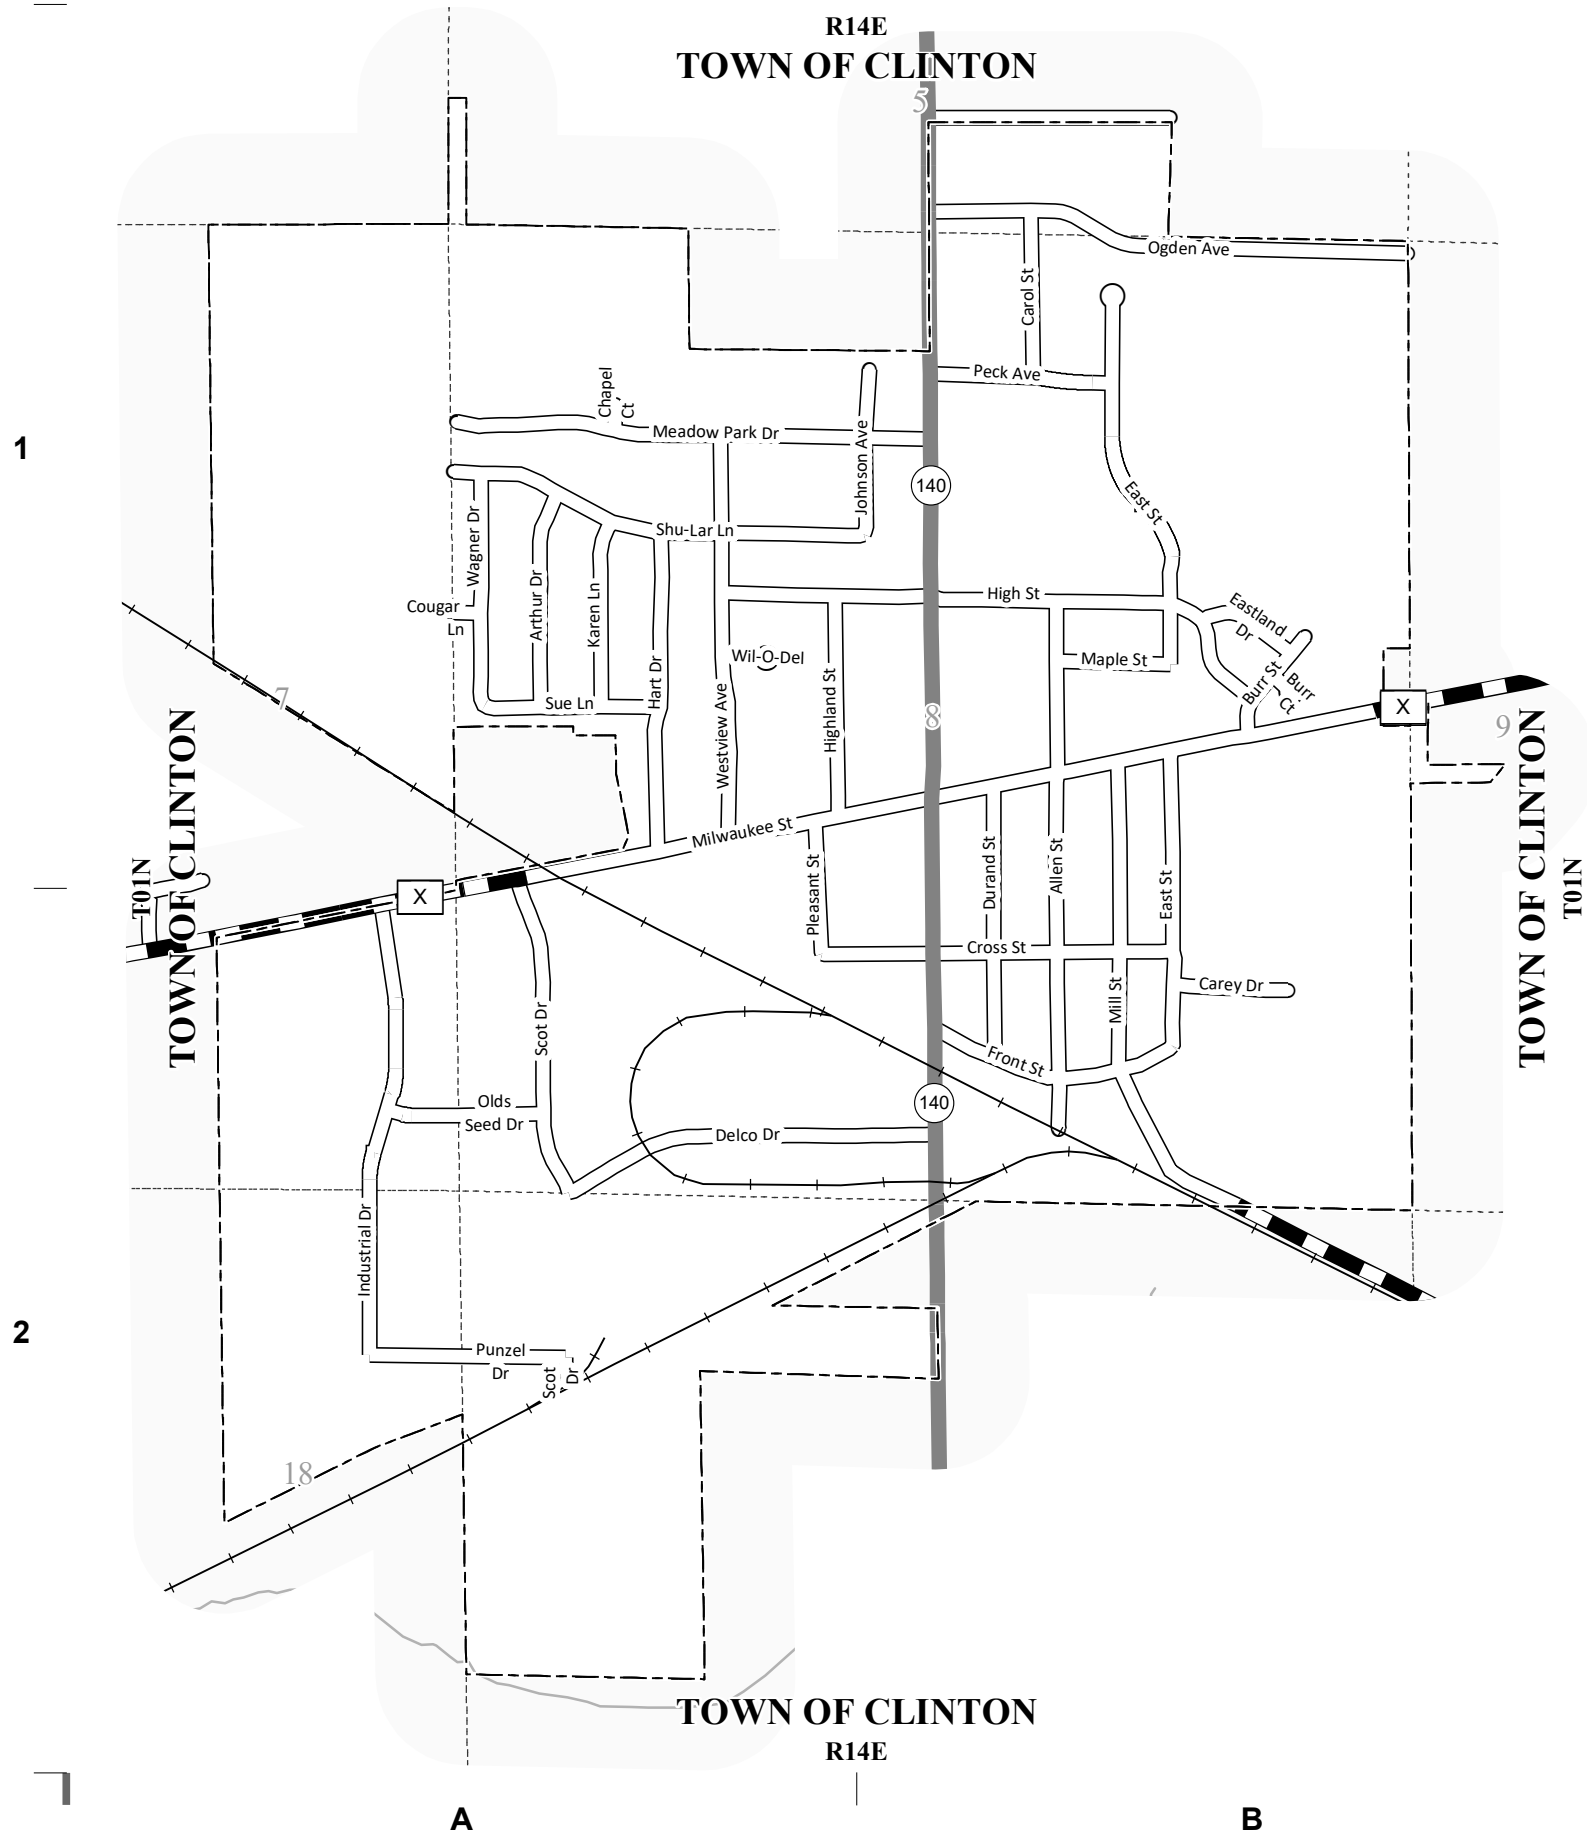 R14E
TOWN OF CLINTON
5
Ogden Ave
Carol St
Peck Ave
Chapel
Ct
Meadow Park Dr
Johnson Ave
1
140
East St
Shu-Lar Ln
Wagner Dr
Arthur Dr
Karen Ln
Cougar
Ln
High St
Eastland
Dr
Wil-O-Del
Maple St
Hart Dr
Highland St
Westview Ave
Burr St
Burr
Ct
Sue Ln
7
8
X
9
TOWN OF CLINTON
T01N
TOWN OF CLINTON
T01N
Milwaukee St
X
Pleasant St
Durand St
Allen St
East St
Cross St
Carey Dr
Mill St
Scot Dr
Front St
Olds
Seed Dr
140
Delco Dr
Industrial Dr
2
Punzel
Dr
Scot
Dr
18
TOWN OF CLINTON
R14E
A
B